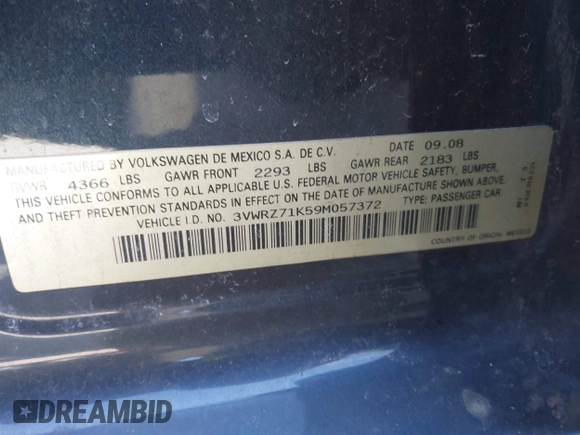 MANUFACTURED BY VOLKSWAGEN DE MEXICO S.A. DE C.V. DATE 09.08
GVWR 4366 LBS GAWR FRONT 2293 LBS GAWR REAR 2183 LBS
THIS VEHICLE CONFORMS TO ALL APPLICABLE U.S. FEDERAL MOTOR VEHICLE SAFETY, BUMPER,
AND THEFT PREVENTION STANDARDS IN EFFECT ON THE DATE OF MANUFACTURE SHOWN ABOVE.
VEHICLE I.D. NO. 3VWRZ71K59M057372 TYPE: PASSENGER CAR
COUNTRY OF ORIGIN: MEXICO
DREAMBID